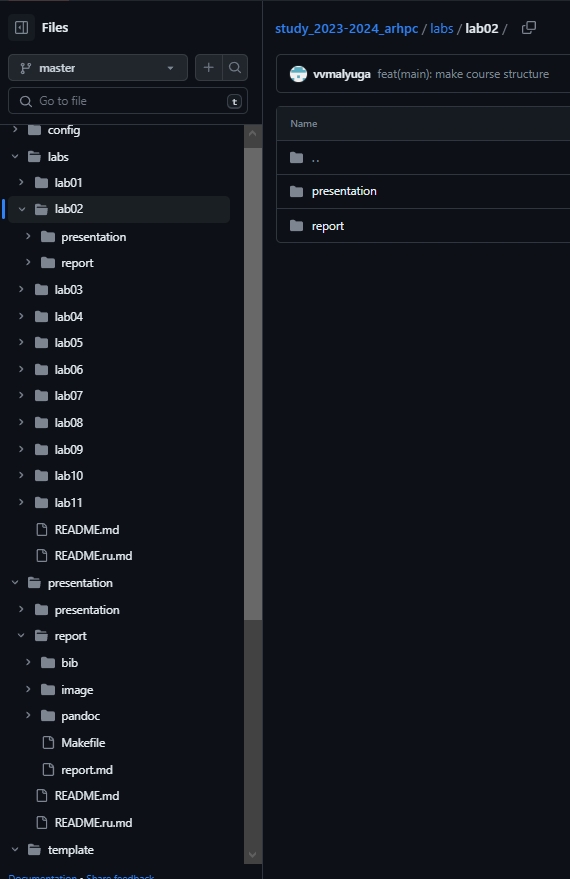 Files
master
Go to file
t
config
labs
lab01
lab02
presentation
report
lab03
lab04
lab05
lab06
lab07
lab08
lab09
lab10
lab11
README.md
README.ru.md
presentation
presentation
report
bib
image
pandoc
Makefile
report.md
README.md
README.ru.md
template
Documentation • Share feedback
study_2023-2024_arhpc / labs / lab02 /
vvmalyuga feat(main): make course structure
Name
..
presentation
report